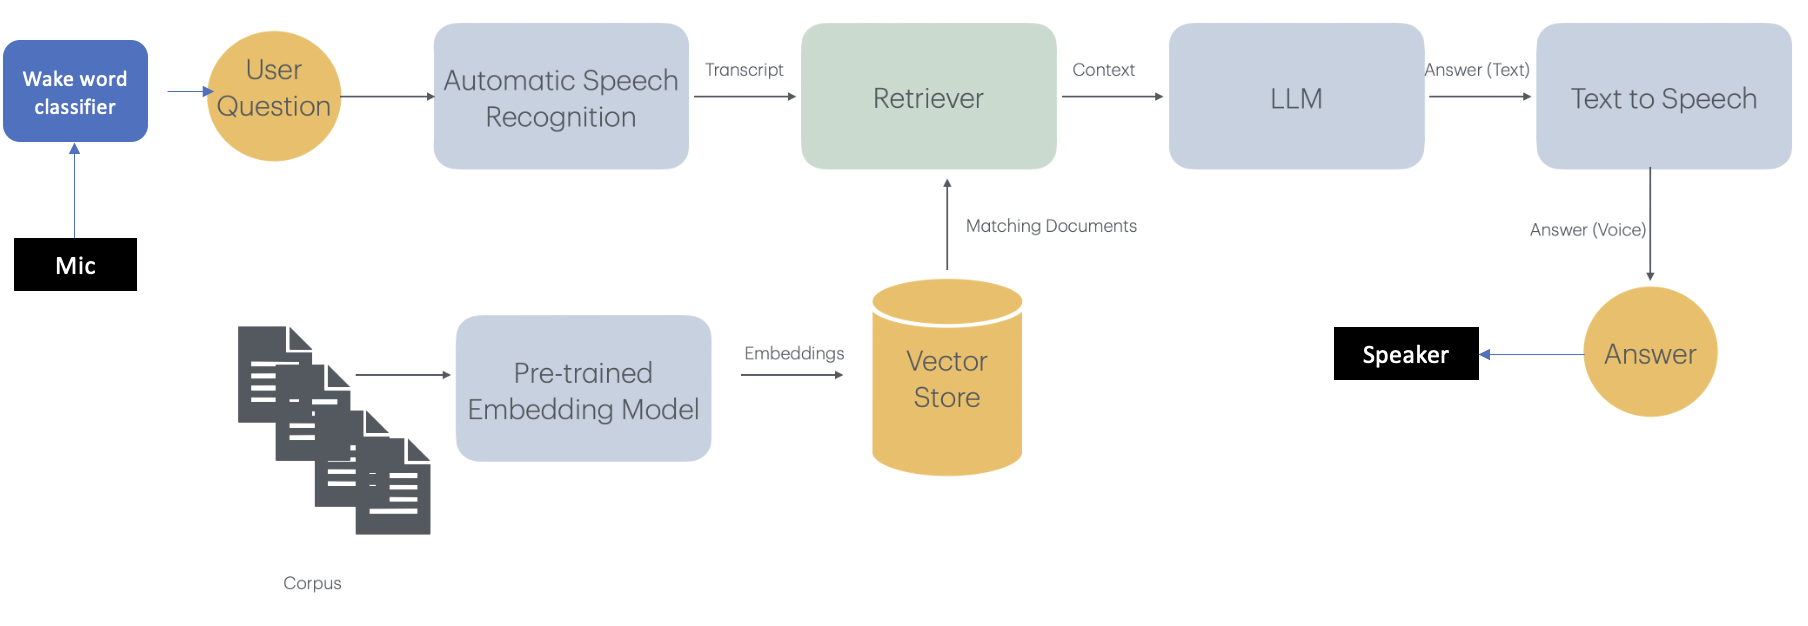 Wake word
classifier
User
Question
Automatic Speech
Recognition
Transcript
Retriever
Context
LLM
Answer (Text)
Text to Speech
Mic
Matching Documents
Answer (Voice)
Pre-trained
Embedding Model
Embeddings
Vector
Store
Speaker
Answer
Corpus